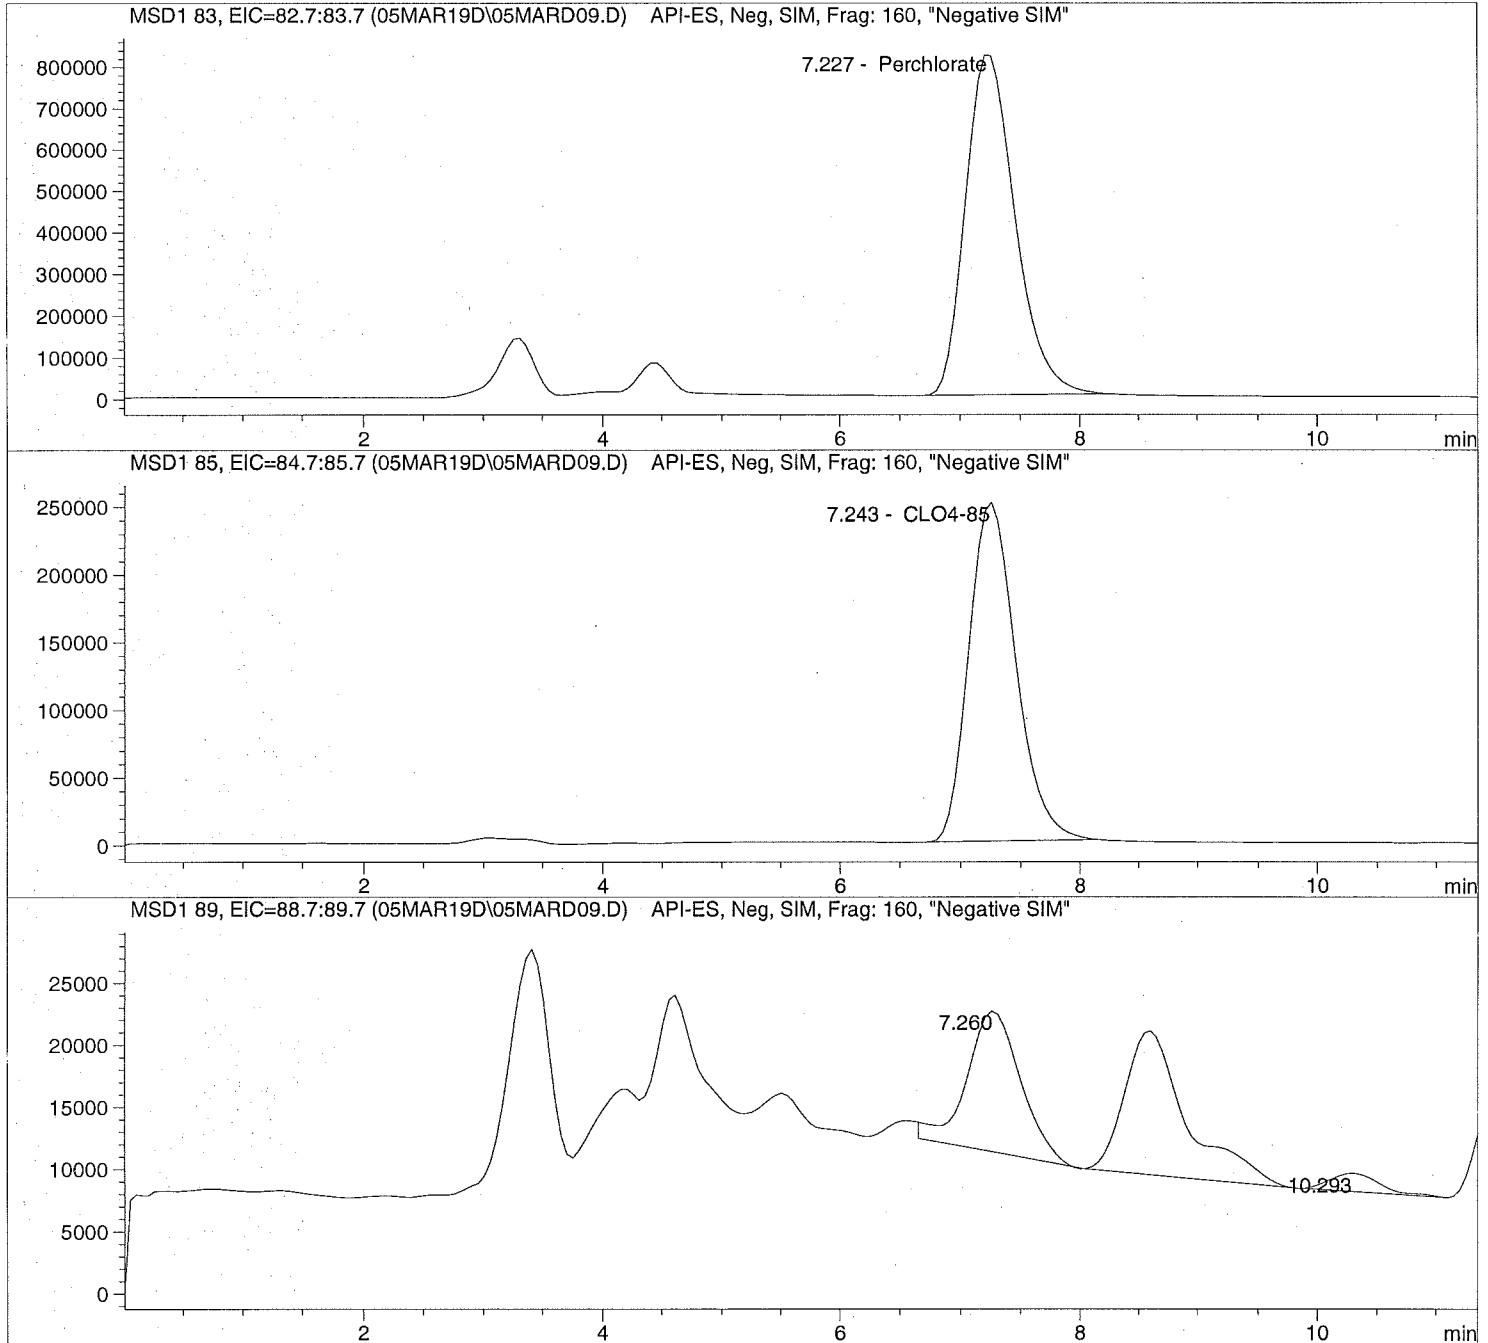 MSD1 83, EIC=82.7:83.7 (05MAR19D\05MARD09.D) API-ES, Neg, SIM, Frag: 160, "Negative SIM"
7.227 - Perchlorate
800000
700000
600000
500000
400000
300000
200000
100000
0
2 4 6 8 10 min
MSD1 85, EIC=84.7:85.7 (05MAR19D\05MARD09.D) API-ES, Neg, SIM, Frag: 160, "Negative SIM"
7.243 - CLO4-85
250000
200000
150000
100000
50000
0
2 4 6 8 10 min
MSD1 89, EIC=88.7:89.7 (05MAR19D\05MARD09.D) API-ES, Neg, SIM, Frag: 160, "Negative SIM"
25000
7.260
20000
15000
10000
10.293
5000
0
2 4 6 8 10 min